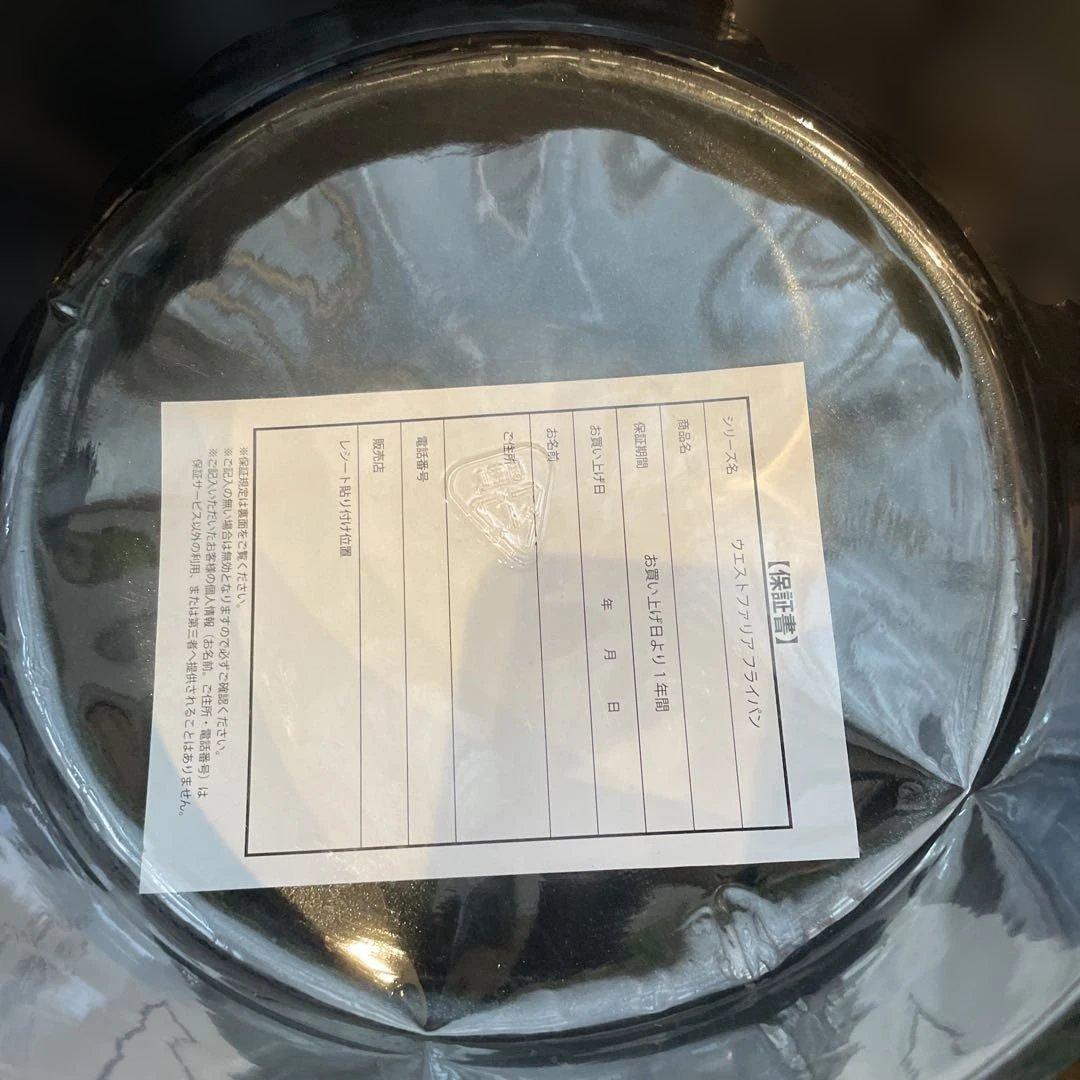 【保証書】
シリーズ名 ウエストファリア フライパン
商品名
保証期間 お買い上げ日より1年間
お買い上げ日 年 月 日
お名前
ご住所
電話番号
販売店
レシート貼り付け位置
※保証規定は裏面をご覧ください。
※ご記入の無い場合は無効となりますので必ずご確認ください。
※ご記入いただいたお客様の個人情報（お名前。ご住所・電話番号）は
保証サービス以外の利用、または第三者へ提供されることはありません。